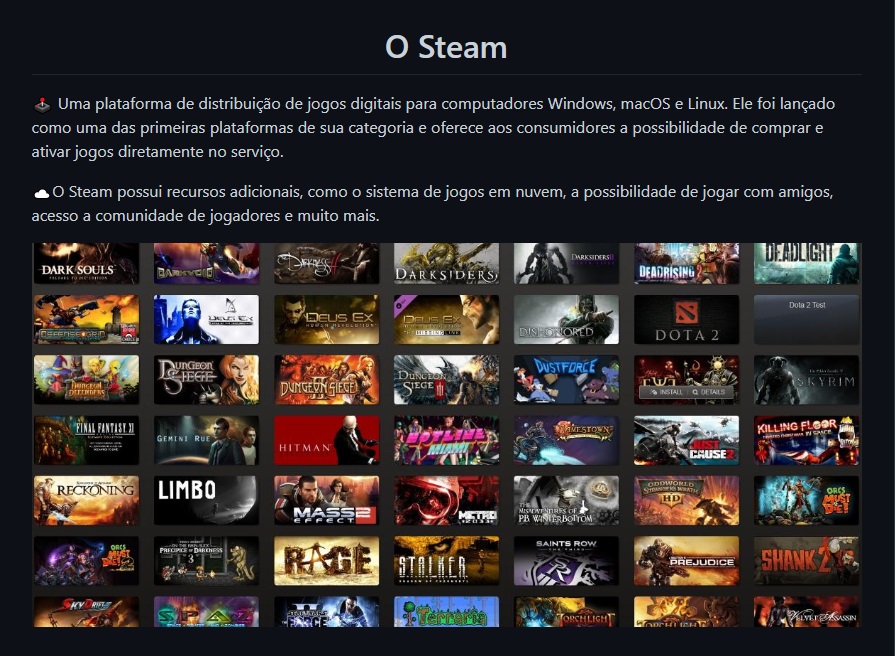 O Steam
🕹️ Uma plataforma de distribuição de jogos digitais para computadores Windows, macOS e Linux. Ele foi lançado
como uma das primeiras plataformas de sua categoria e oferece aos consumidores a possibilidade de comprar e
ativar jogos diretamente no serviço.
☁️O Steam possui recursos adicionais, como o sistema de jogos em nuvem, a possibilidade de jogar com amigos,
acesso a comunidade de jogadores e muito mais.
DARK SOULS
DARKVOID
Darkness II
DARKSIDERS
DARKSIDERS
DEADRISING 2
DEADLIGHT
DEFENSE GRID
DEUS EX
DEUS EX
HUMAN REVOLUTION
DEUS EX
MISSING LINK
DISHONORED
DOTA 2
Dota 2 Test
DUNGEON DEFENDERS
DUNGEON SIEGE
DUNGEON SIEGE II
DUNGEON SIEGE III
DUSTFORCE
INSTALL DETAILS
SKYRIM
FINAL FANTASY XI
GEMINI RUE
HITMAN
HOTLINE MIAMI
JAMESTOWN
JUST CAUSE 2
KILLING FLOOR
RECKONING
LIMBO
MASS EFFECT 2
METRO 2033
THE MISADVENTURES OF P.B. WINTERBOTTOM
ODDWORLD
STRANGER'S WRATH
HD
ORCS MUST DIE!
ORCS MUST DIE! 2
PRECIPICE OF DARKNESS
3
RAGE
S.T.A.L.K.E.R.
SAINTS ROW
THE THIRD
PREJUDICE
SHANK 2
SKYDRIFT
SPAZ
STAR WARS
THE FORCE
II
Terraria
TORCHLIGHT
TORCHLIGHT
VELVET ASSASSIN